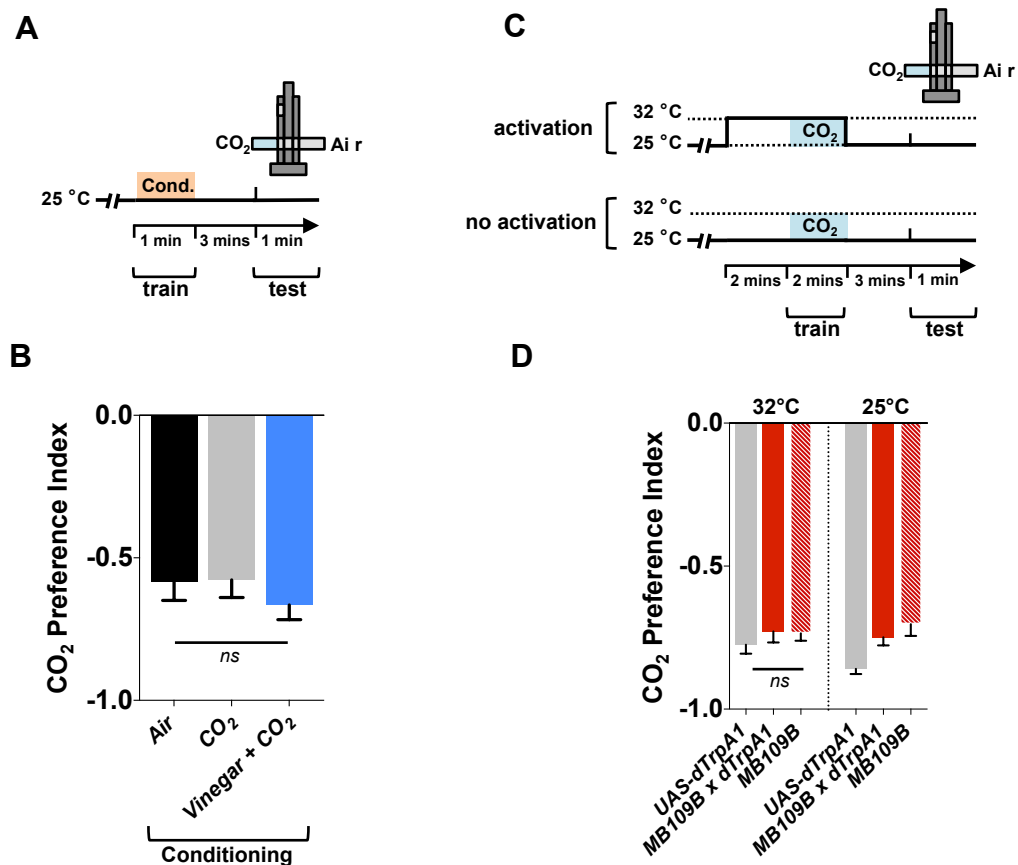 A
CO2
Ai r
Cond.
25 °C
1 min
3 mins
1 min
train
test
B
CO2 Preference Index
0.0
-0.5
-1.0
ns
Air
CO2
Vinegar + CO2
Conditioning
C
CO2
Ai r
activation
32 °C
25 °C
CO2
no activation
32 °C
25 °C
CO2
2 mins
2 mins
3 mins
1 min
train
test
D
32°C
25°C
CO2 Preference Index
0.0
-0.5
-1.0
ns
UAS-dTrpA1
MB109B x dTrpA1
MB109B
UAS-dTrpA1
MB109B x dTrpA1
MB109B